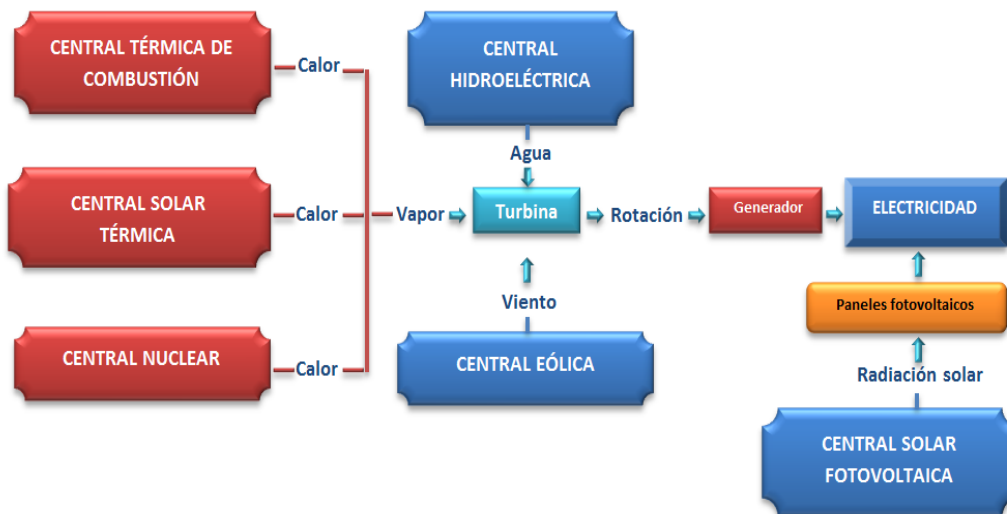 CENTRAL TÉRMICA DE
COMBUSTIÓN
Calor
CENTRAL
HIDROELÉCTRICA
Agua
CENTRAL SOLAR
TÉRMICA
Calor
Vapor
Turbina
Rotación
Generador
ELECTRICIDAD
Viento
Paneles fotovoltaicos
CENTRAL NUCLEAR
Calor
CENTRAL EÓLICA
Radiación solar
CENTRAL SOLAR
FOTOVOLTAICA